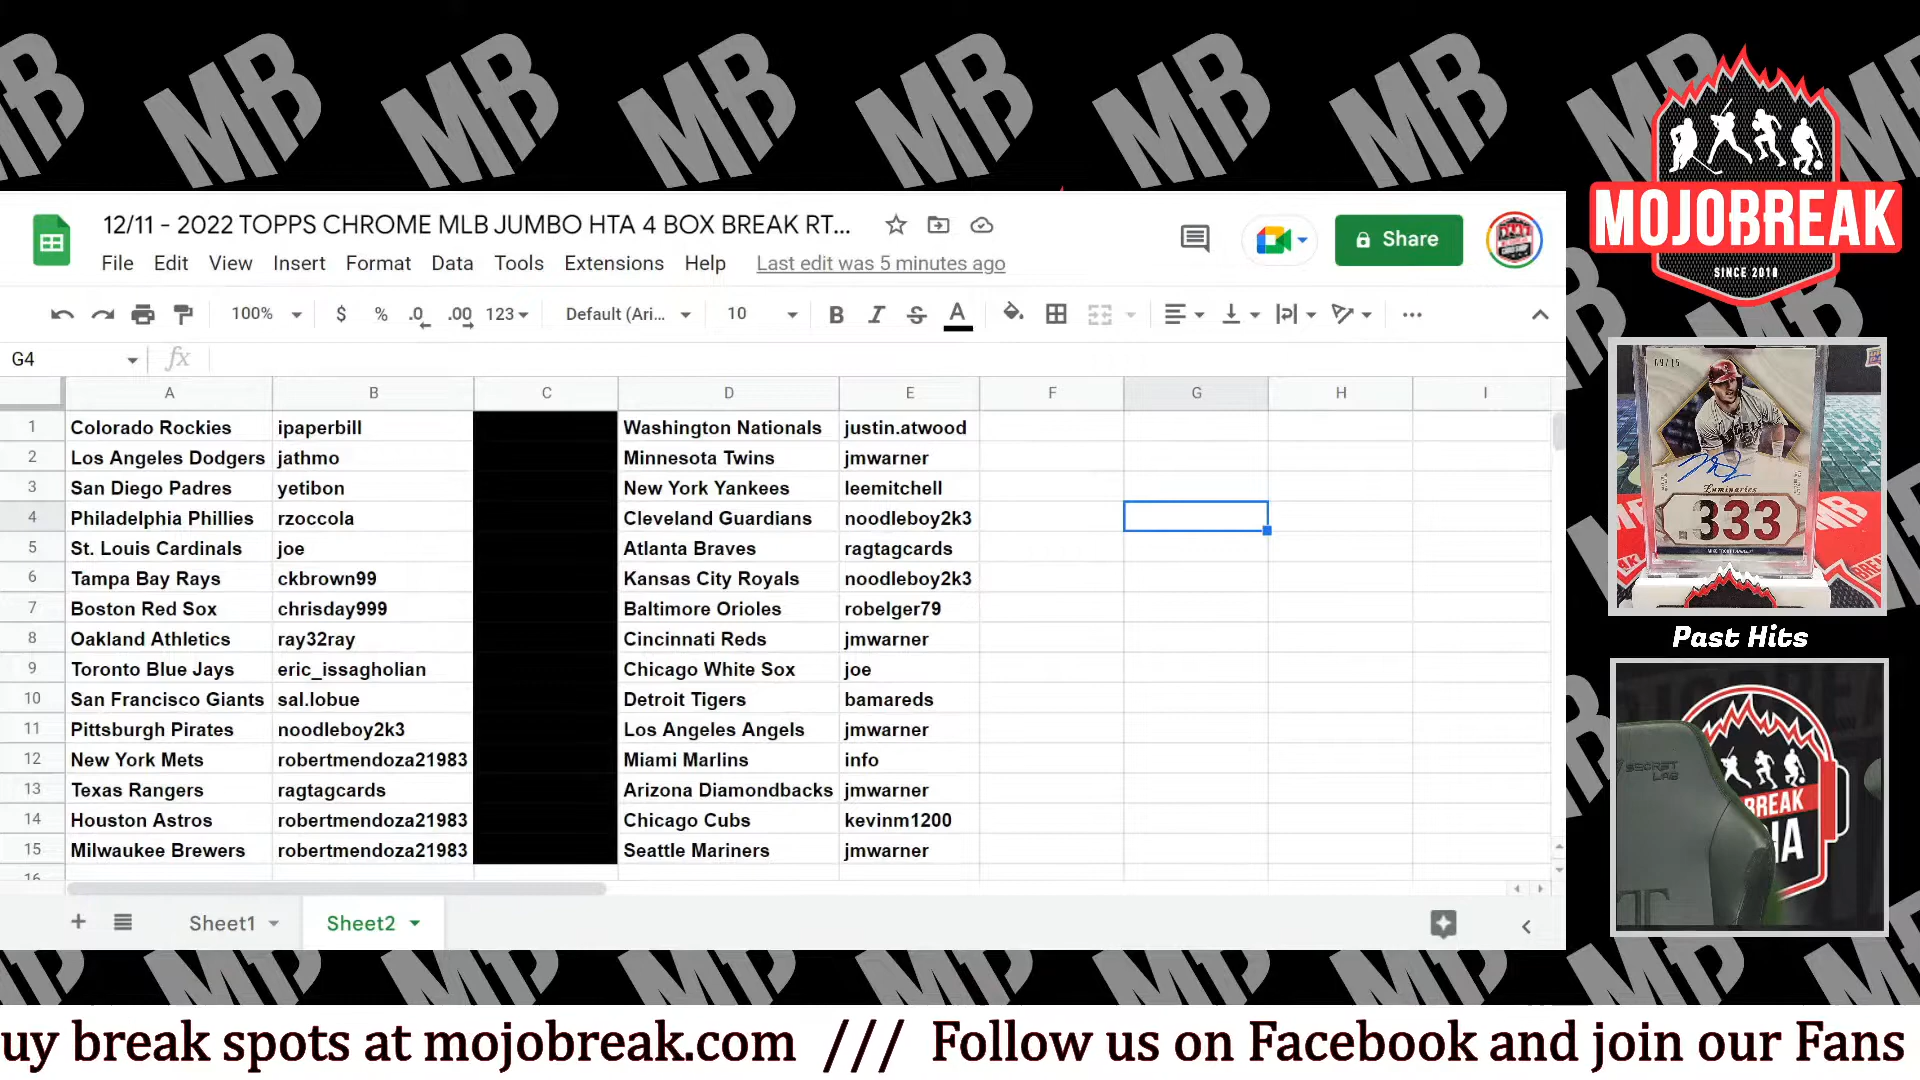 12/11 - 2022 TOPPS CHROME MLB JUMBO HTA 4 BOX BREAK RT...
Share
File Edit View Insert Format Data Tools Extensions Help Last edit was 5 minutes ago
100% $ % .0 .00 123 Default (Ari... 10 B I S A ...
G4 fx
A B C D E F G H I
1 Colorado Rockies ipaperbill Washington Nationals justin.atwood
2 Los Angeles Dodgers jathmo Minnesota Twins jmwarner
3 San Diego Padres yetibon New York Yankees leemitchell
4 Philadelphia Phillies rzoccola Cleveland Guardians noodleboy2k3
5 St. Louis Cardinals joe Atlanta Braves ragtagcards
6 Tampa Bay Rays ckbrown99 Kansas City Royals noodleboy2k3
7 Boston Red Sox chrisday999 Baltimore Orioles robelger79
8 Oakland Athletics ray32ray Cincinnati Reds jmwarner
9 Toronto Blue Jays eric_issagholian Chicago White Sox joe
10 San Francisco Giants sal.lobue Detroit Tigers bamareds
11 Pittsburgh Pirates noodleboy2k3 Los Angeles Angels jmwarner
12 New York Mets robertmendoza21983 Miami Marlins info
13 Texas Rangers ragtagcards Arizona Diamondbacks jmwarner
14 Houston Astros robertmendoza21983 Chicago Cubs kevinm1200
15 Milwaukee Brewers robertmendoza21983 Seattle Mariners jmwarner
16
+ Sheet1 Sheet2
MOJOBREAK
SINCE 2010
Luminaries
333
Past Hits
SECRET
LAB
BREAK
uy break spots at mojobreak.com /// Follow us on Facebook and join our Fans